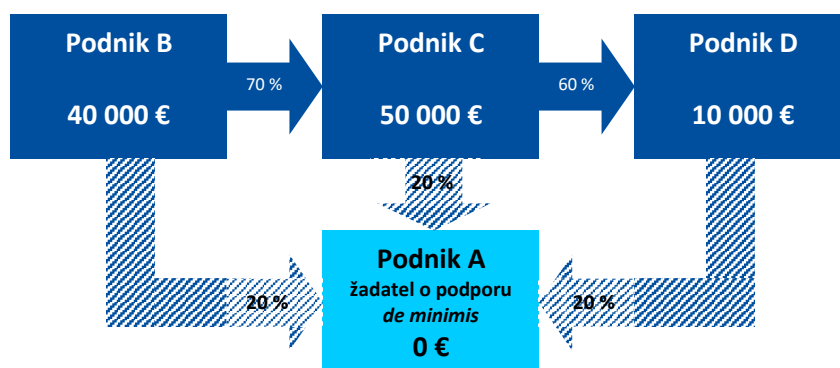 Podnik B
40 000 €
70 %
Podnik C
50 000 €
60 %
Podnik D
10 000 €
20 %
20 %
Podnik A
žadatel o podporu
de minimis
0 €
20 %